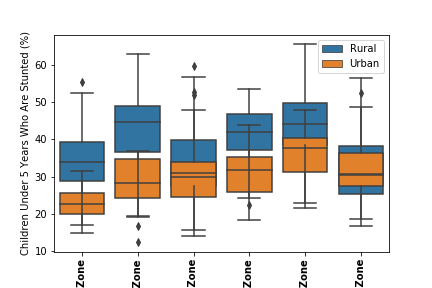 Rural
Urban
Children Under 5 Years Who Are Stunted (%)
60
50
40
30
20
10
Zone
Zone
Zone
Zone
Zone
Zone